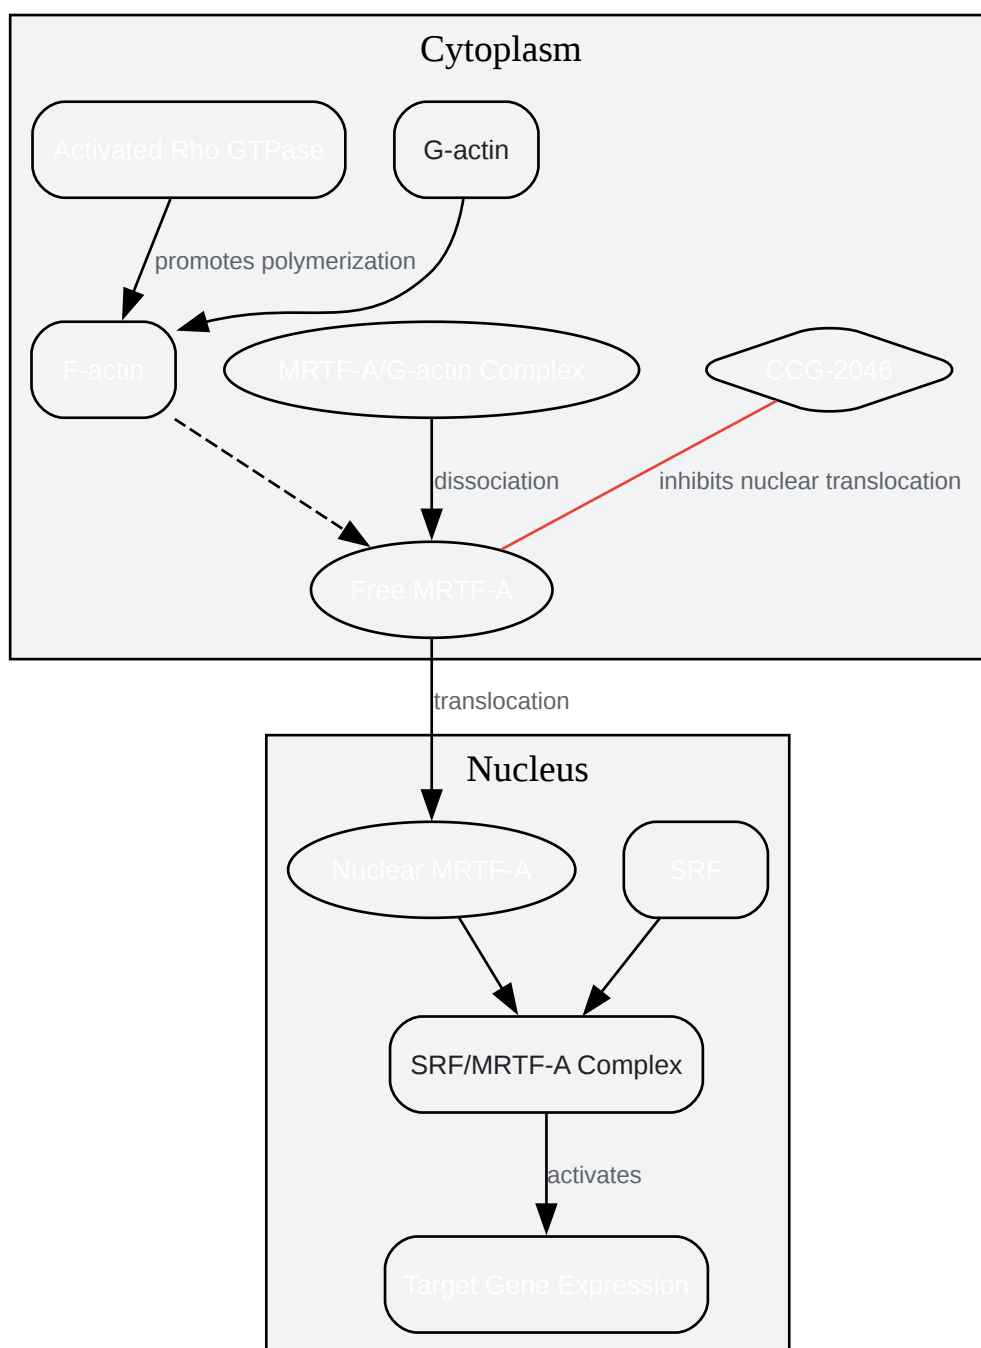 Cytoplasm
Activated Rho GTPase
G-actin
promotes polymerization
F-actin
MRTF-A/G-actin Complex
CCG-2046
dissociation
inhibits nuclear translocation
Free MRTF-A
translocation
Nucleus
Nuclear MRTF-A
SRF
SRF/MRTF-A Complex
activates
Target Gene Expression